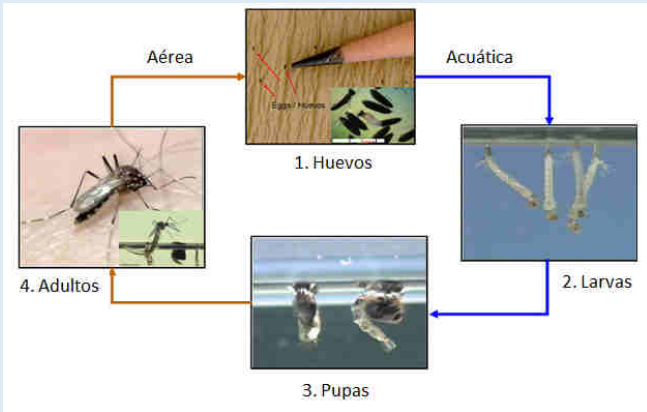 Aérea
Acuática
Eggs / Huevos
1. Huevos
2. Larvas
4. Adultos
3. Pupas